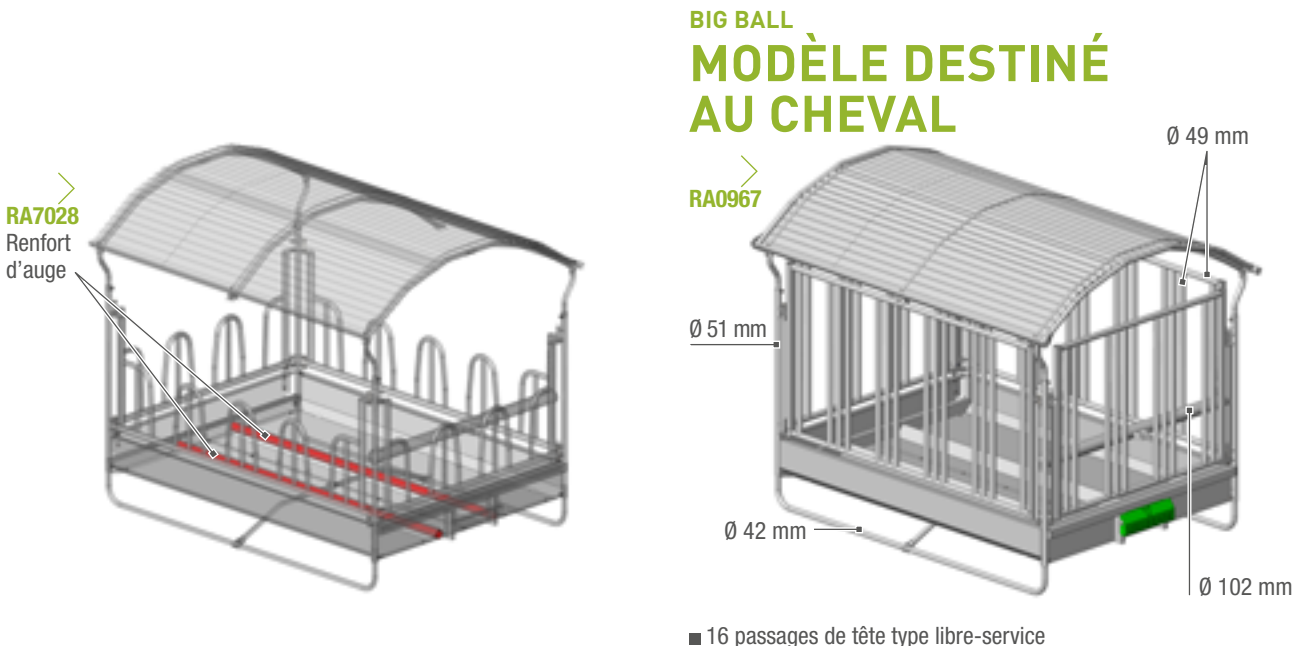 RA7028
Renfort
d'auge
BIG BALL
MODÈLE DESTINÉ
AU CHEVAL
RA0967
Ø 49 mm
Ø 51 mm
Ø 42 mm
Ø 102 mm
■ 16 passages de tête type libre-service